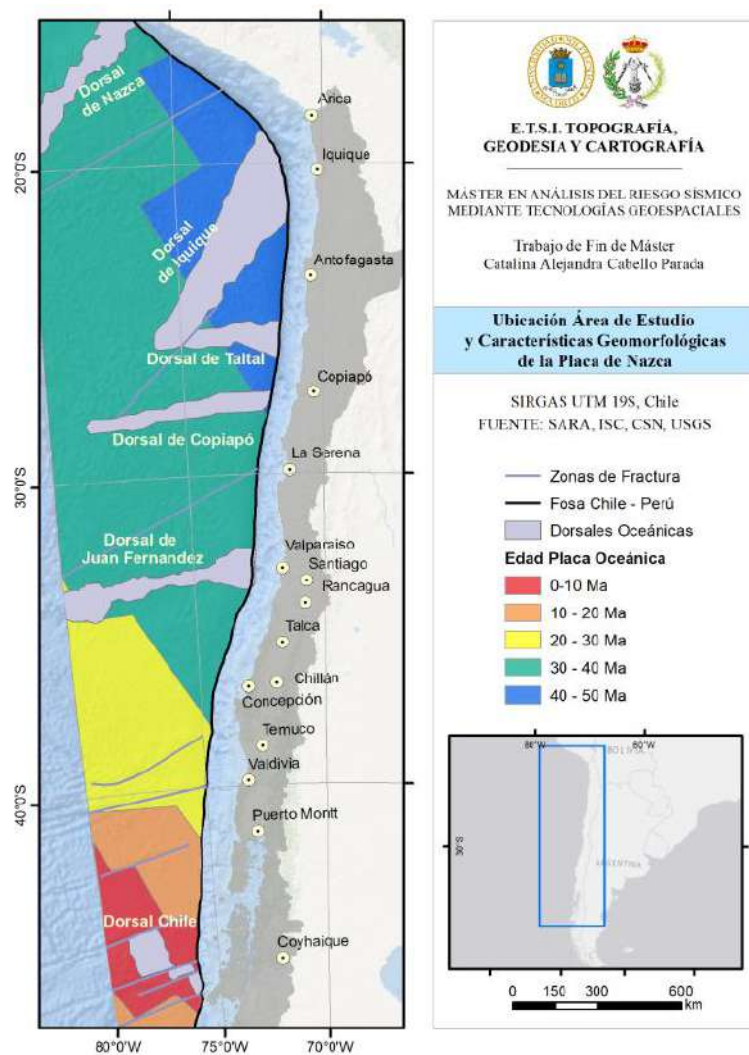 Dorsal
de Nazca
Arica
20°0'S
Iquique
Dorsal
de Iquique
Antofagasta
Dorsal de Taltal
Copiapó
Dorsal de Copiapó
La Serena
30°0'S
Dorsal de
Juan Fernandez
Valparaiso
Santiago
Rancagua
Talca
Chillán
Concepción
Temuco
Valdivia
40°0'S
Puerto Montt
Dorsal Chile
Coyhaique
80°0'0"W
75°0'0"W
70°0'0"W
E.T.S.I. TOPOGRAFÍA,
GEODESIA Y CARTOGRAFÍA
MÁSTER EN ANÁLISIS DEL RIESGO SÍSMICO
MEDIANTE TECNOLOGÍAS GEOESPACIALES
Trabajo de Fin de Máster
Catalina Alejandra Cabello Parada
Ubicación Área de Estudio
y Características Geomorfológicas
de la Placa de Nazca
SIRGAS UTM 19S, Chile
FUENTE: SARA, ISC, CSN, USGS
Zonas de Fractura
Fosa Chile - Perú
Dorsales Oceánicas
Edad Placa Oceánica
0-10 Ma
10 - 20 Ma
20 - 30 Ma
30 - 40 Ma
40 - 50 Ma
BOLIVIA
30°S
ARGENTINA
0 150 300 600
km